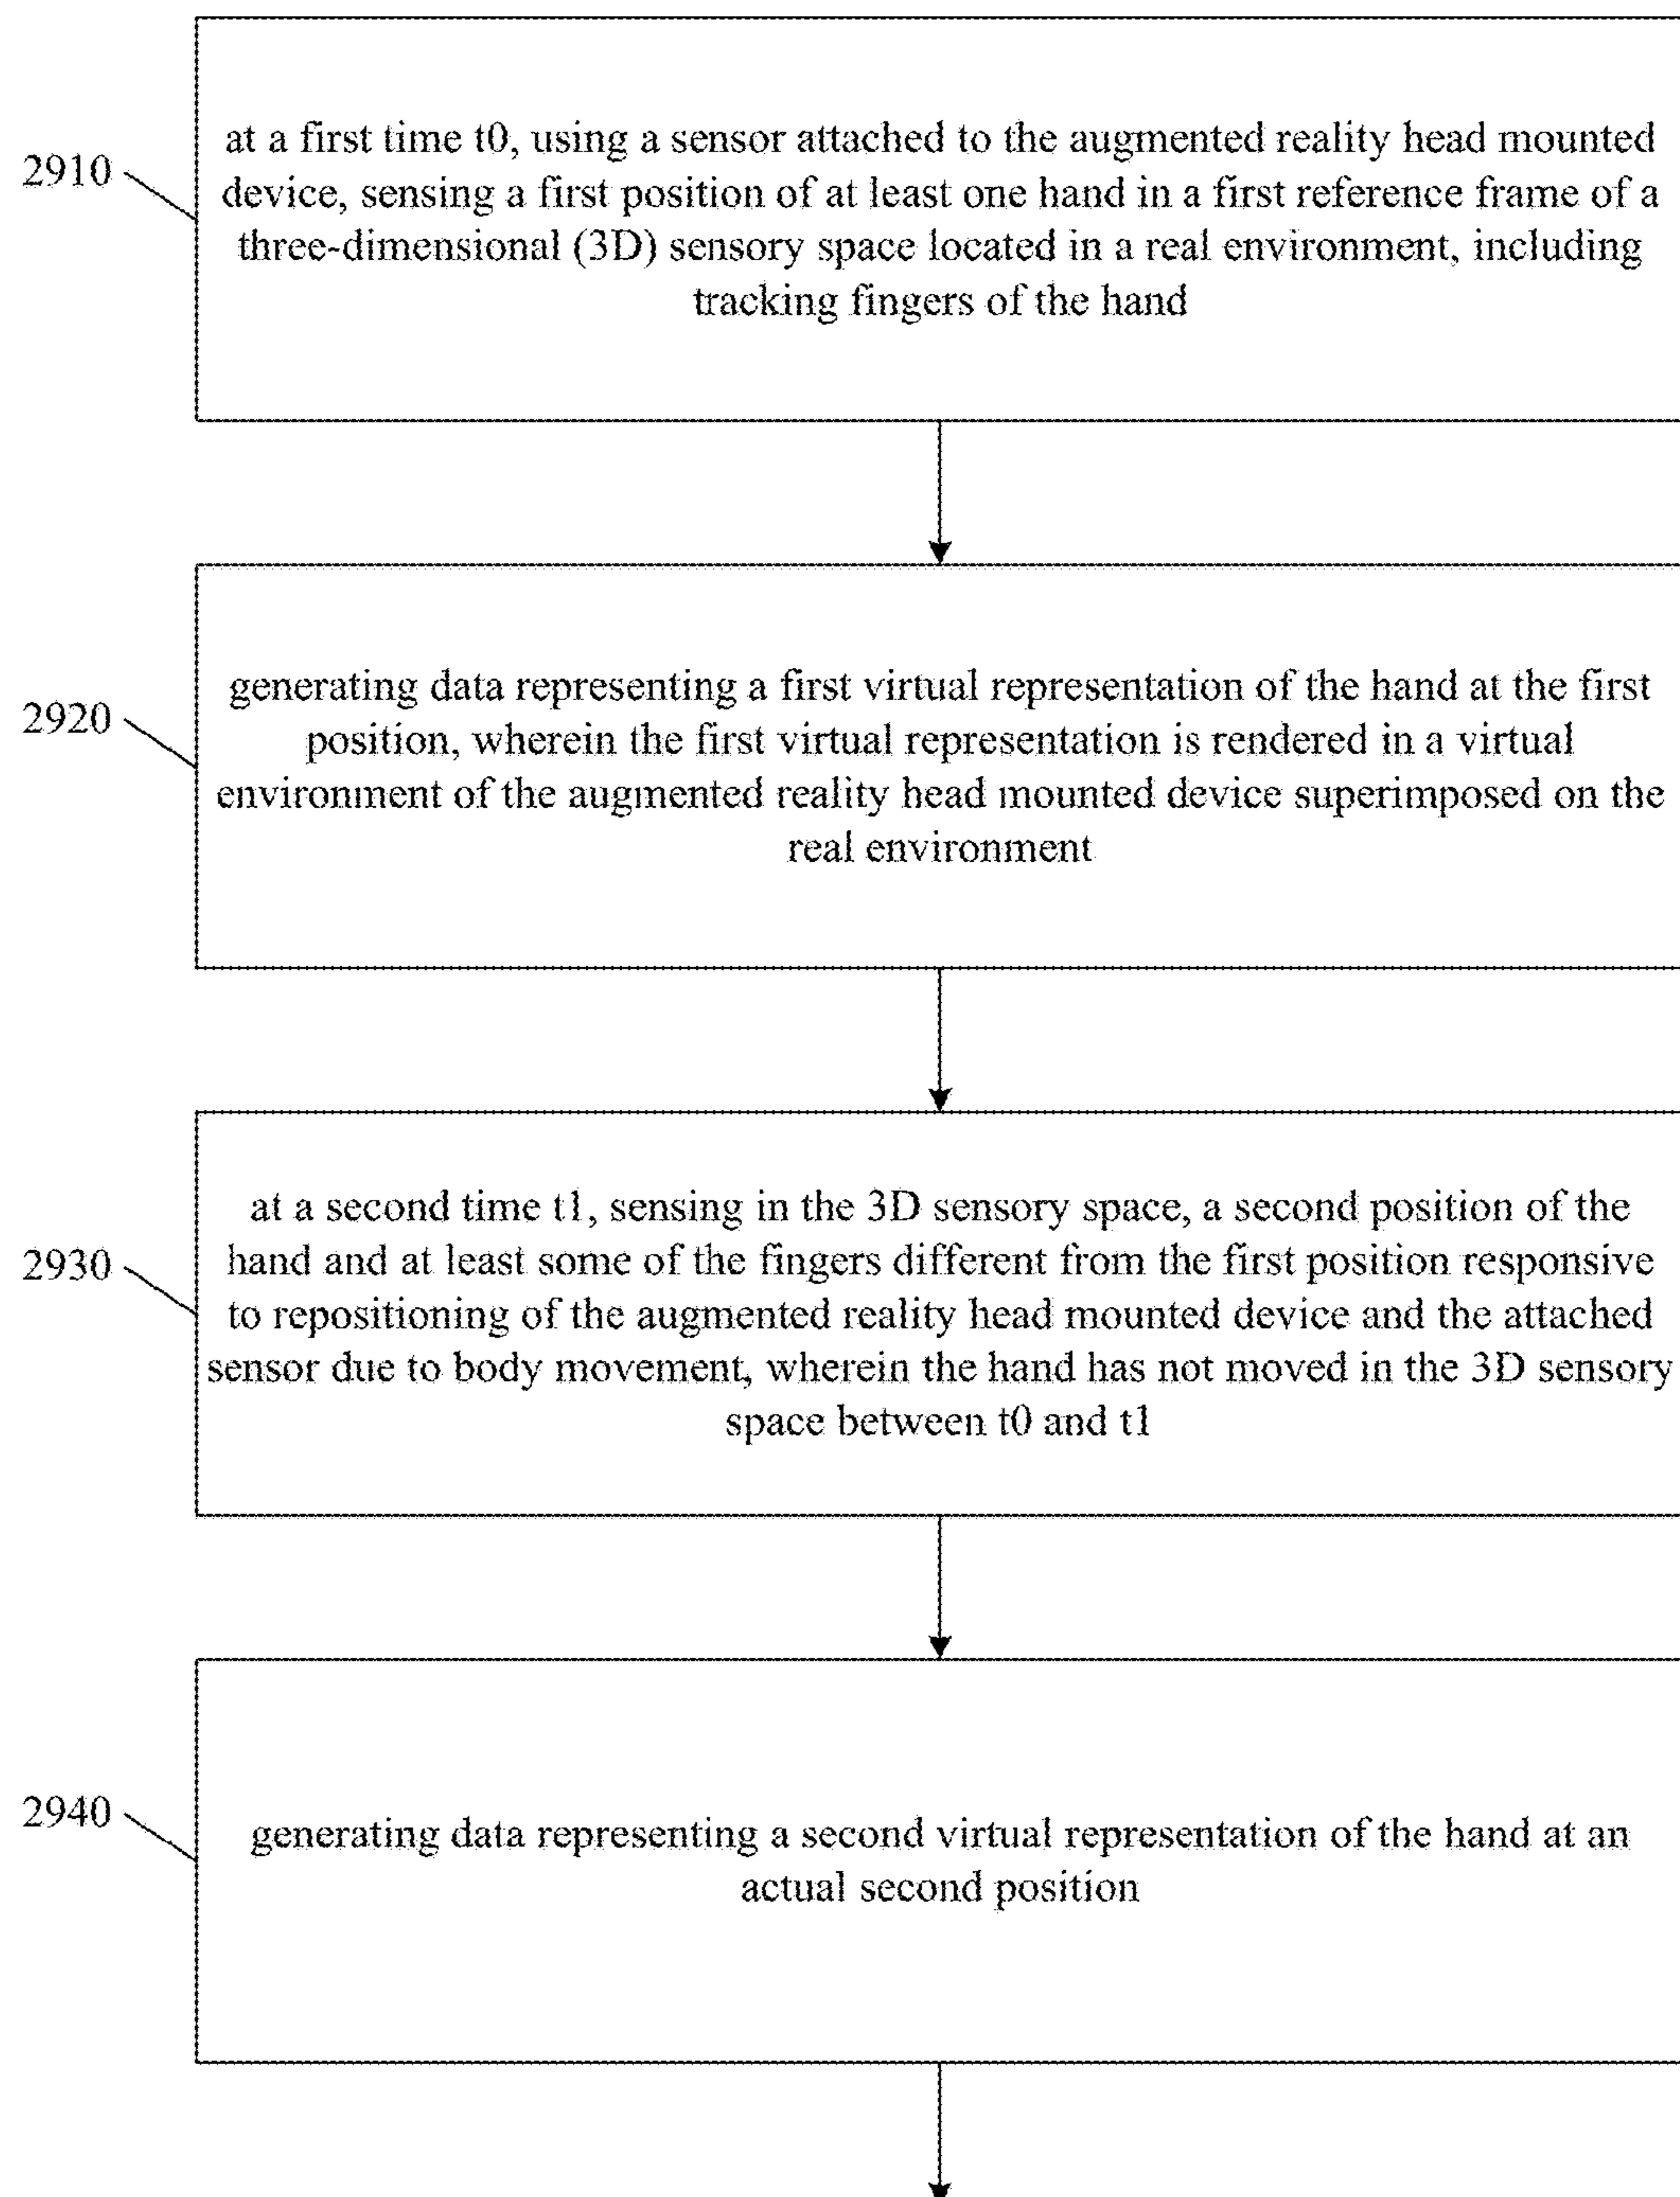 2910
at a first time t0, using a sensor attached to the augmented reality head mounted
device, sensing a first position of at least one hand in a first reference frame of a
three-dimensional (3D) sensory space located in a real environment, including
tracking fingers of the hand
2920
generating data representing a first virtual representation of the hand at the first
position, wherein the first virtual representation is rendered in a virtual
environment of the augmented reality head mounted device superimposed on the
real environment
2930
at a second time t1, sensing in the 3D sensory space, a second position of the
hand and at least some of the fingers different from the first position responsive
to repositioning of the augmented reality head mounted device and the attached
sensor due to body movement, wherein the hand has not moved in the 3D sensory
space between t0 and t1
2940
generating data representing a second virtual representation of the hand at an
actual second position